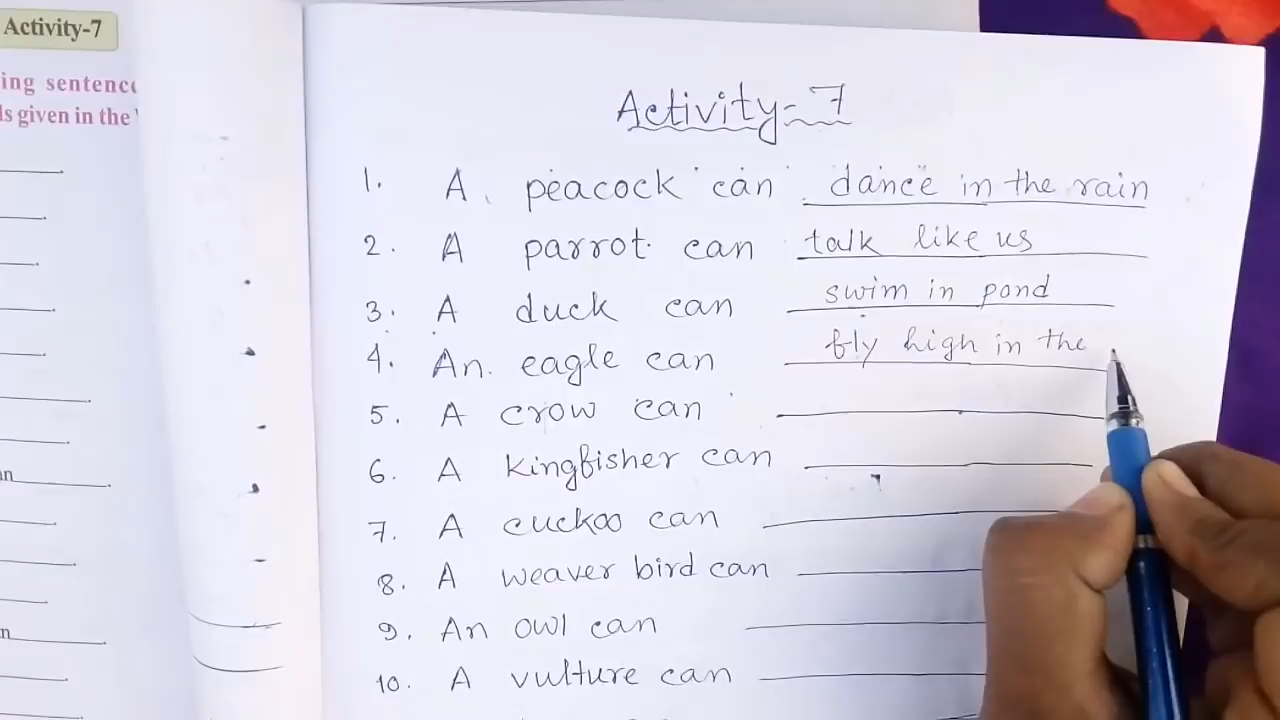 Activity-7
ing sentenc
ls given in the
n
n
Activity-7
1. A peacock can dance in the rain
2. A parrot can talk like us
3. A duck can swim in pond
4. An eagle can fly high in the
5. A crow can
6. A kingfisher can
7. A cuckoo can
8. A weaver bird can
9. An owl can
10. A vulture can